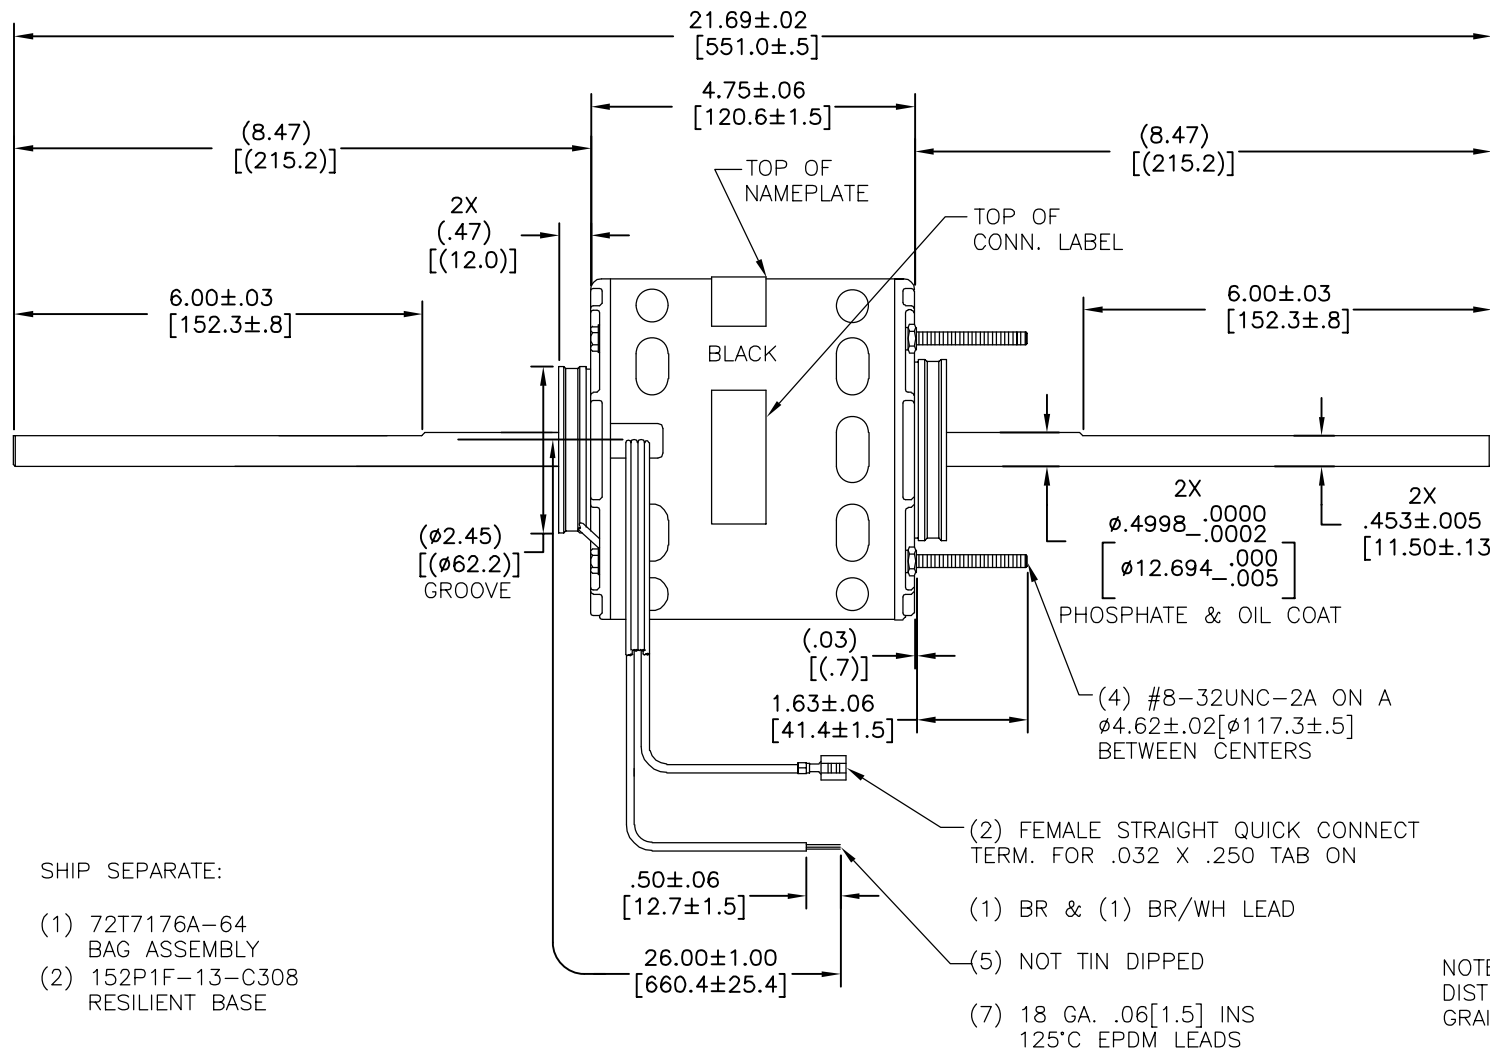 21.69±.02
[551.0±.5]
4.75±.06
[120.6±1.5]
(8.47)
[(215.2)]
(8.47)
[(215.2)]
TOP OF
NAMEPLATE
2X
(.47)
[(12.0)]
TOP OF
CONN. LABEL
6.00±.03
[152.3±.8]
6.00±.03
[152.3±.8]
BLACK
2X
ø.4998 .0000
-.0002
[ø12.694 .000
-.005]
PHOSPHATE & OIL COAT
2X
.453±.005
[11.50±.13
(ø2.45)
[(ø62.2)]
GROOVE
(.03)
[(.7)]
1.63±.06
[41.4±1.5]
(4) #8-32UNC-2A ON A
ø4.62±.02[ø117.3±.5]
BETWEEN CENTERS
(2) FEMALE STRAIGHT QUICK CONNECT
TERM. FOR .032 X .250 TAB ON
(1) BR & (1) BR/WH LEAD
(5) NOT TIN DIPPED
(7) 18 GA. .06[1.5] INS
125°C EPDM LEADS
.50±.06
[12.7±1.5]
26.00±1.00
[660.4±25.4]
SHIP SEPARATE:
(1) 72T7176A-64
BAG ASSEMBLY
(2) 152P1F-13-C308
RESILIENT BASE
NOTE
DIST
GRAI